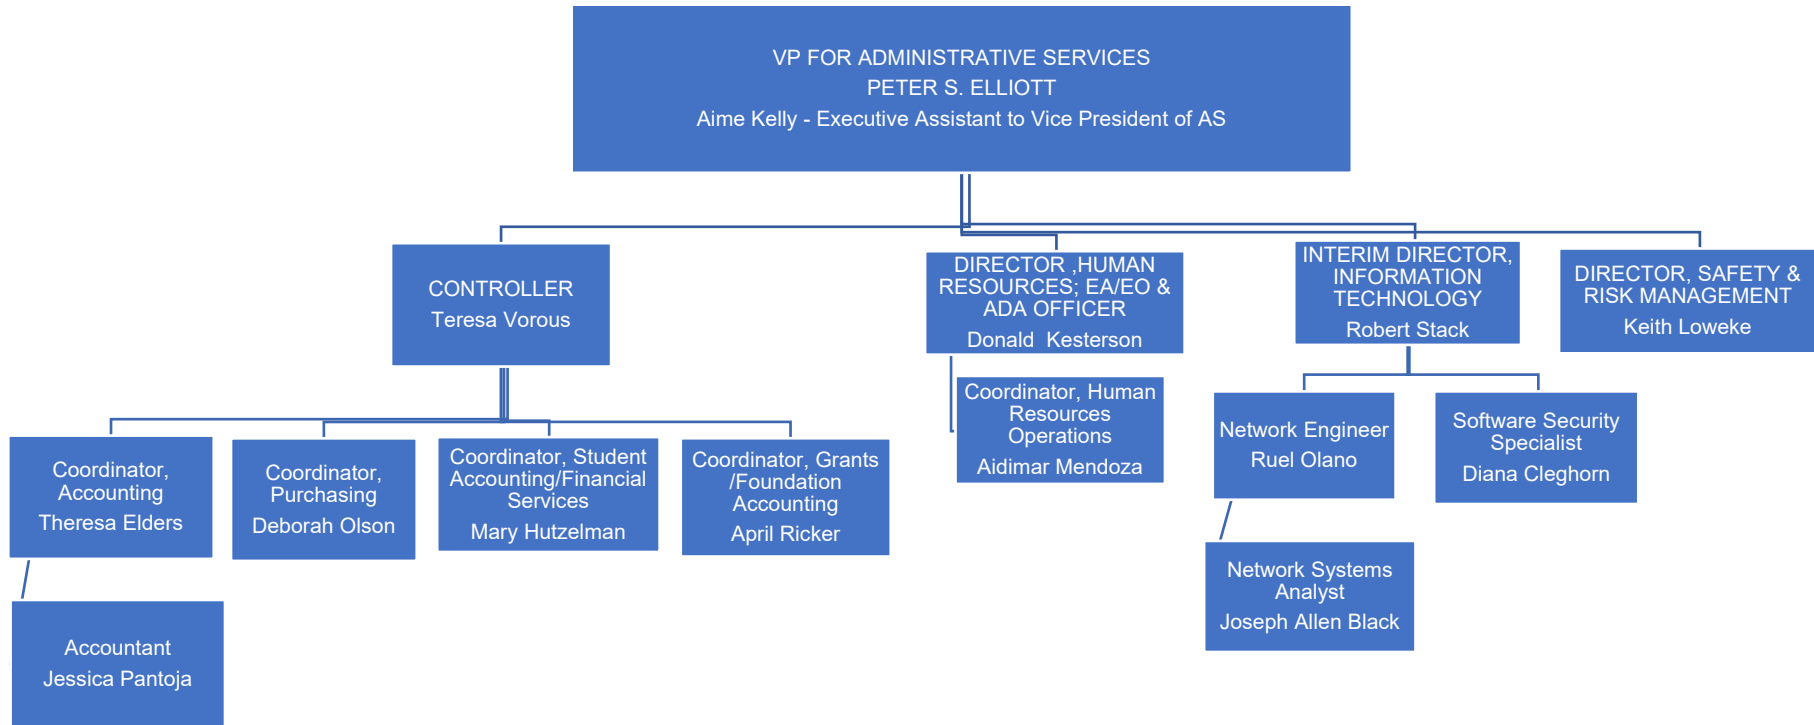 VP FOR ADMINISTRATIVE SERVICES
PETER S. ELLIOTT
Aime Kelly - Executive Assistant to Vice President of AS
CONTROLLER
Teresa Vorous
DIRECTOR ,HUMAN
RESOURCES; EA/EO &
ADA OFFICER
Donald  Kesterson
INTERIM DIRECTOR,
INFORMATION
TECHNOLOGY
Robert Stack
DIRECTOR, SAFETY &
RISK MANAGEMENT
Keith Loweke
Coordinator,
Accounting
Theresa Elders
Coordinator,
Purchasing
Deborah Olson
Coordinator, Student
Accounting/Financial
Services
Mary Hutzelman
Coordinator, Grants
/Foundation
Accounting
April Ricker
Coordinator, Human
Resources
Operations
Aidimar Mendoza
Network Engineer
Ruel Olano
Software Security
Specialist
Diana Cleghorn
Accountant
Jessica Pantoja
Network Systems
Analyst
Joseph Allen Black